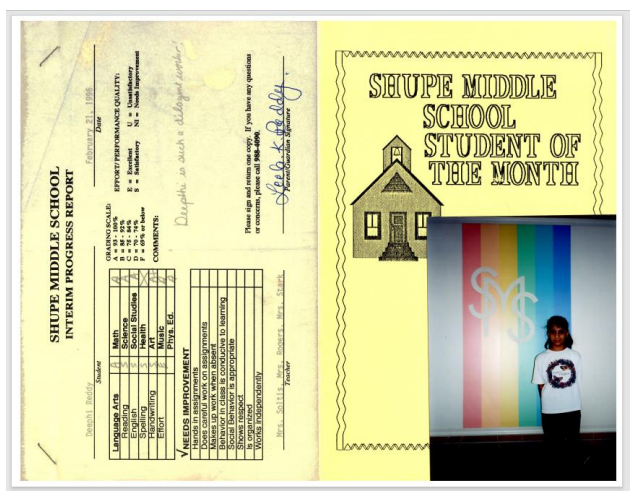 SHUPE MIDDLE SCHOOL
INTERIM PROGRESS REPORT
Deephi Reddy
Student
February 21, 1996
Date
Language Arts
Reading
English
Spelling
Handwriting
Effort
Math
Science
Social Studies
Health
Art
Music
Phys. Ed.
GRADING SCALE:
A = 93 - 100%
B = 85 - 92%
C = 75 - 84%
D = 70 - 74%
F = 69% or below
EFFORT/PERFORMANCE QUALITY:
E = Excellent U = Unsatisfactory
S = Satisfactory NI = Needs Improvement
COMMENTS:
Deepthi is such a diligent worker!
√ NEEDS IMPROVEMENT
Hands in assignments
Does careful work on assignments
Makes up work when absent
Behavior in class is conducive to learning
Social Behavior is appropriate
Shows respect
Is organized
Works independently
Please sign and return one copy. If you have any questions
or concerns, please call 988-4090.
Mrs. Soltis, Mrs. Rogers, Mrs. Stark
Teacher
K. Reddy
Parent/Guardian Signature
SHUPE MIDDLE
SCHOOL
STUDENT OF
THE MONTH
SMS